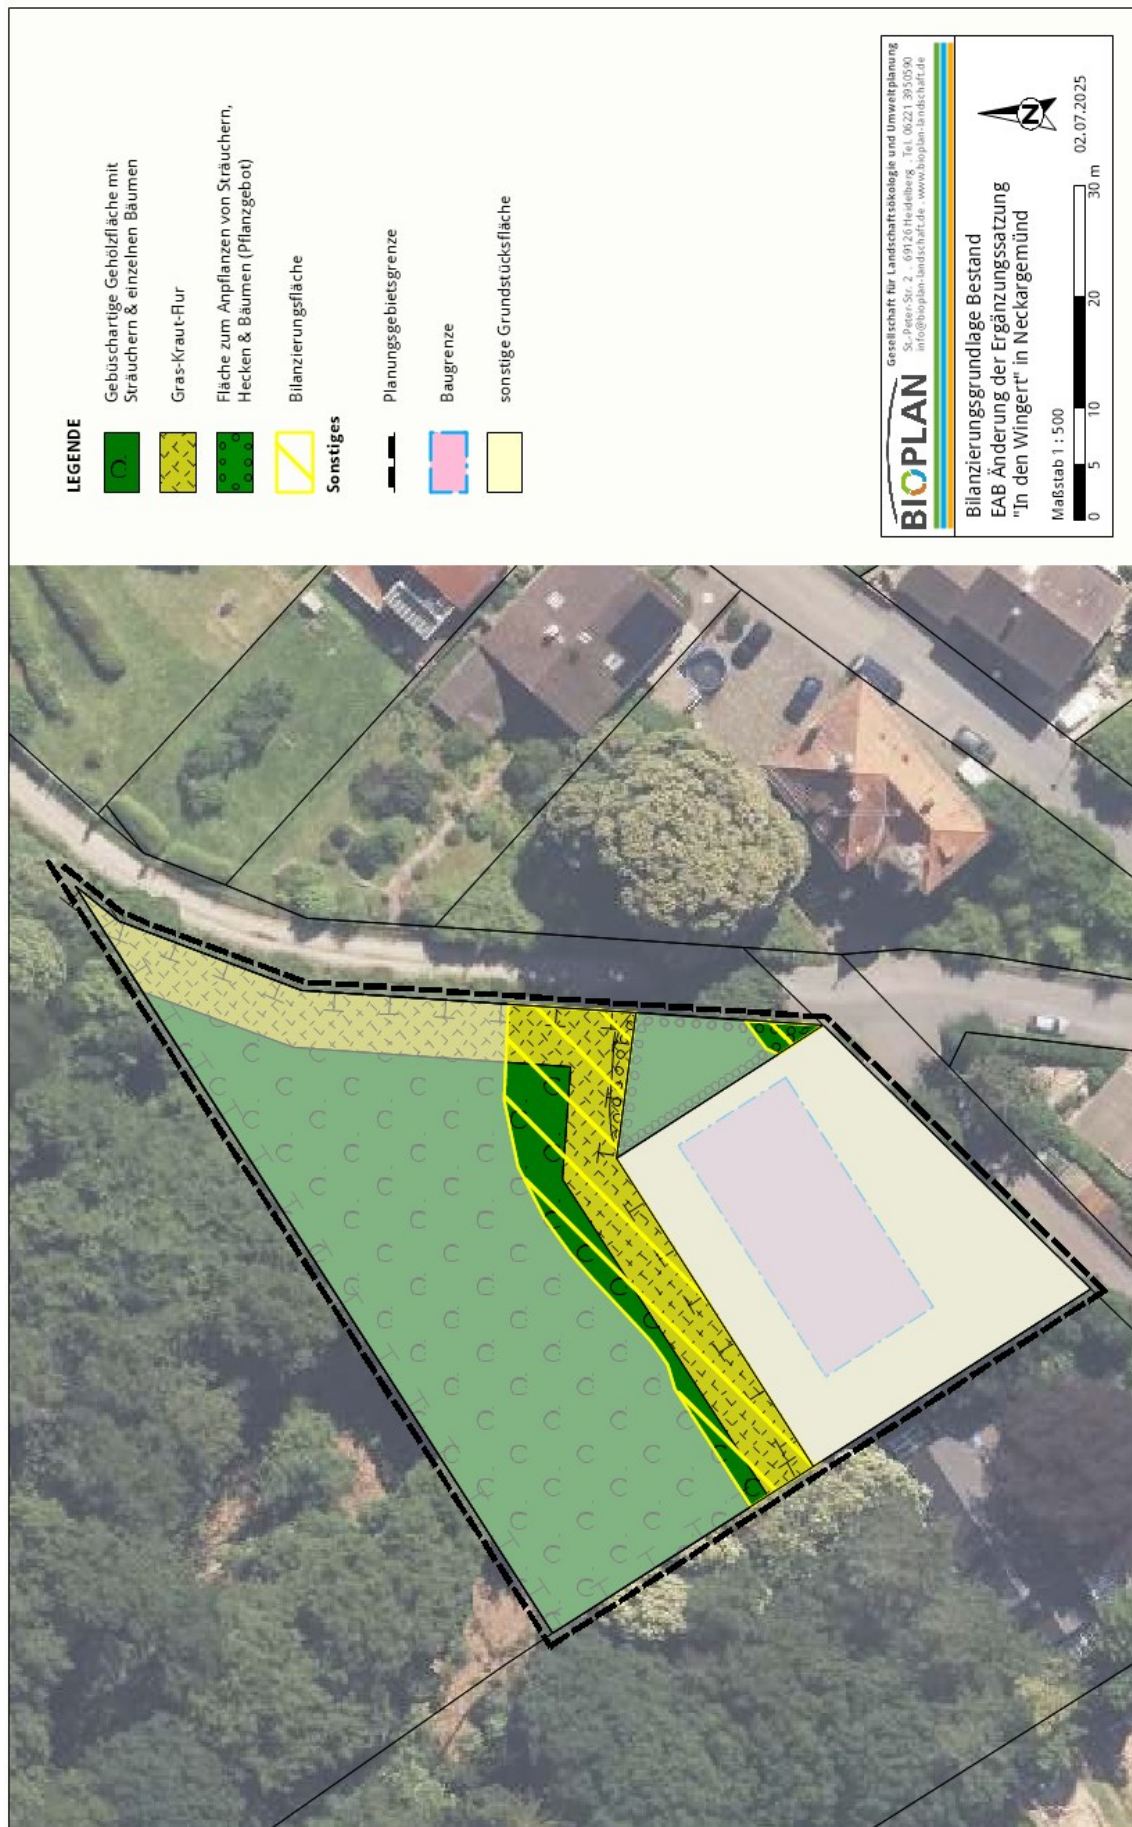 LEGENDE
Gebüschartige Gehölzfläche mit
Sträuchern & einzelnen Bäumen
Gras-Kraut-Flur
Fläche zum Anpflanzen von Sträuchern,
Hecken & Bäumen (Pflanzgebot)
Bilanzierungsfläche
Sonstiges
Planungsgebietsgrenze
Baugrenze
sonstige Grundstücksfläche
BIOPLAN
Gesellschaft für Landschaftsökologie und Umweltplanung
St.-Peter-Str. 2 . 69126 Heidelberg . Tel. 06221 3950590
info@bioplan-landschaft.de . www.bioplan-landschaft.de
Bilanzierungsgrundlage Bestand
EAB Änderung der Ergänzungssatzung
"In den Wingert" in Neckargemünd
N
Maßstab 1 : 500
02.07.2025
0 5 10 20 30 m